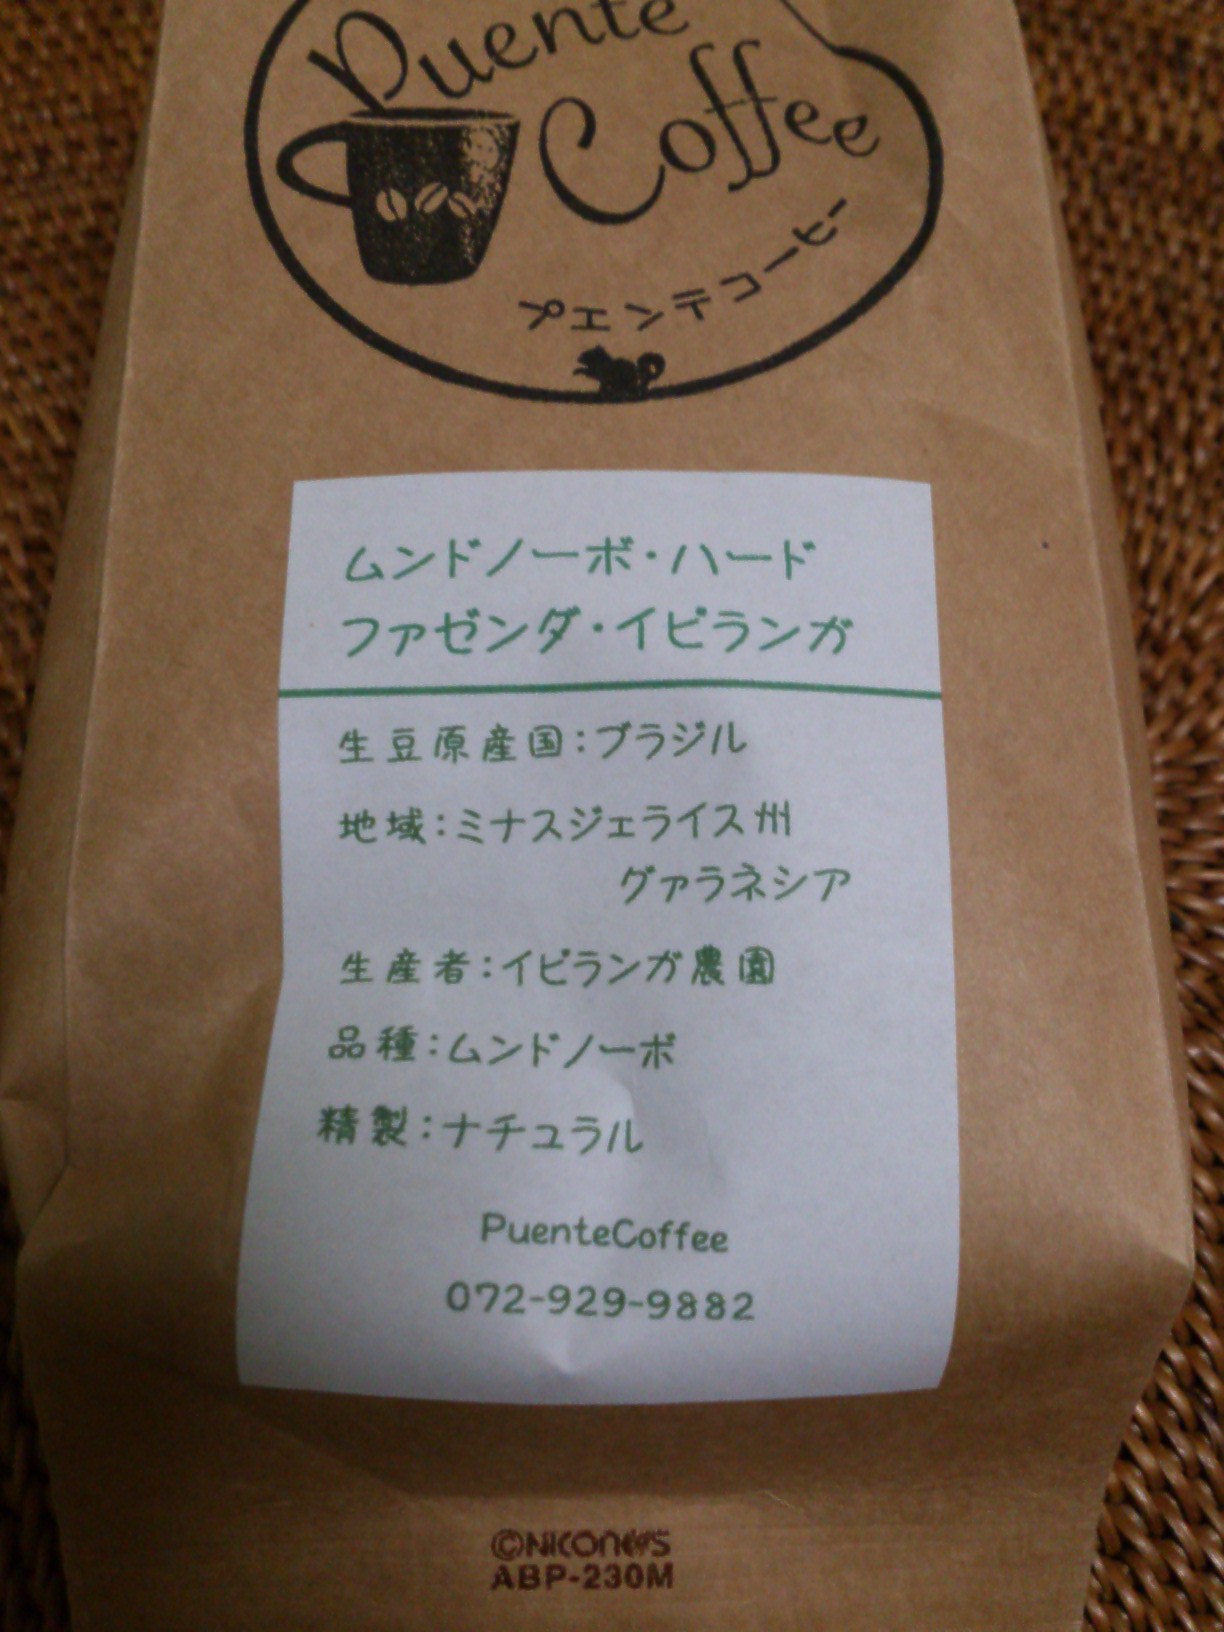 Puente
Coffee
プエンテコーヒー
ムンドノーボ・ハード
ファゼンダ・イピランガ
生豆原産国：ブラジル
地域：ミナスジェライス州
グァラネシア
生産者：イピランガ農園
品種：ムンドノーボ
精製：ナチュラル
PuenteCoffee
072-929-9882
©NICONOS
ABP-230M